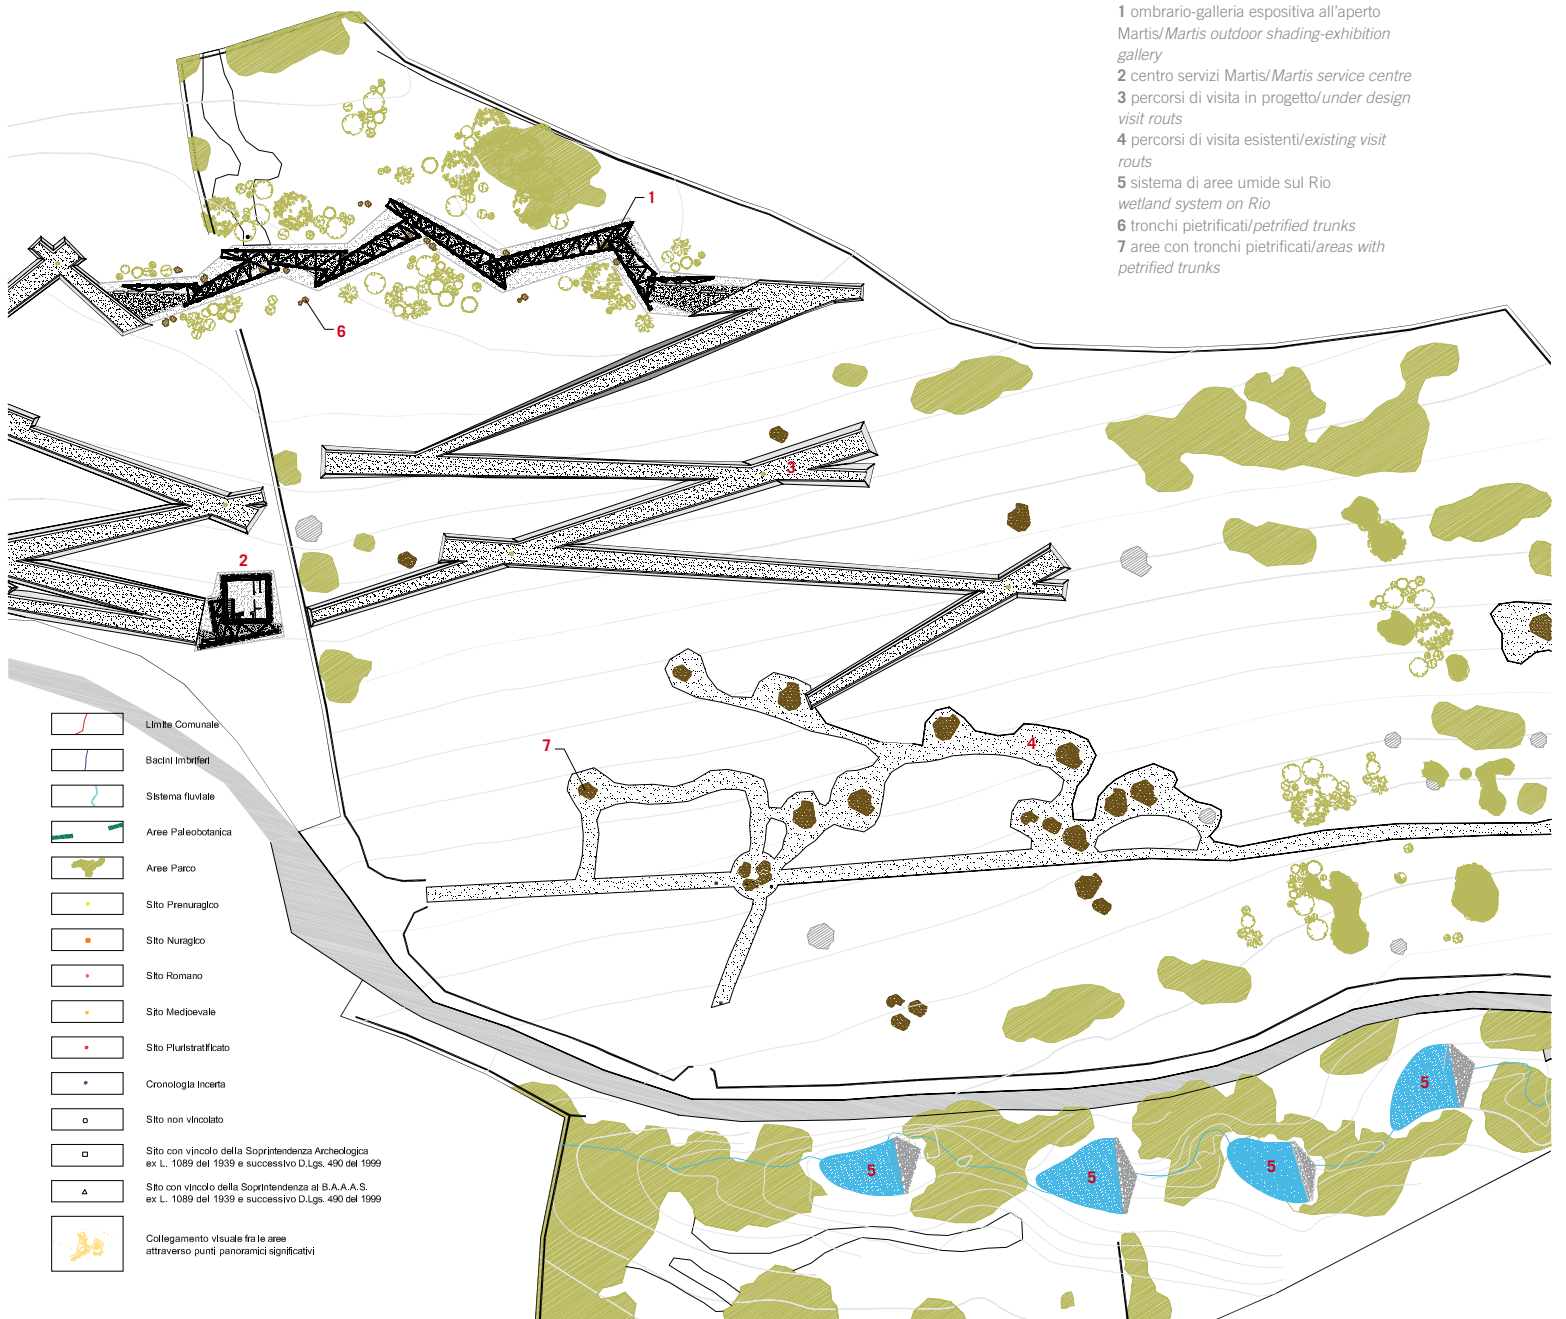 1 ombrario-galleria espositiva all'aperto
Martis/Martis outdoor shading-exhibition
gallery
2 centro servizi Martis/Martis service centre
3 percorsi di visita in progetto/under design
visit routs
4 percorsi di visita esistenti/existing visit
routs
5 sistema di aree umide sul Rio
wetland system on Rio
6 tronchi pietrificati/petrified trunks
7 aree con tronchi pietrificati/areas with
petrified trunks
1
6
3
2
7
4
5
5
5
5
Limite Comunale
Bacini Imbriferi
Sistema fluviale
Aree Paleobotanica
Aree Parco
Sito Prenuragico
Sito Nuragico
Sito Romano
Sito Medioevale
Sito Pluristratificato
Cronologia Incerta
Sito non vincolato
Sito con vincolo della Soprintendenza Archeologica
ex L. 1089 del 1939 e successivo D.Lgs. 490 del 1999
Sito con vincolo della Soprintendenza ai B.A.A.A.S.
ex L. 1089 del 1939 e successivo D.Lgs. 490 del 1999
Collegamento visuale fra le aree
attraverso punti panoramici significativi